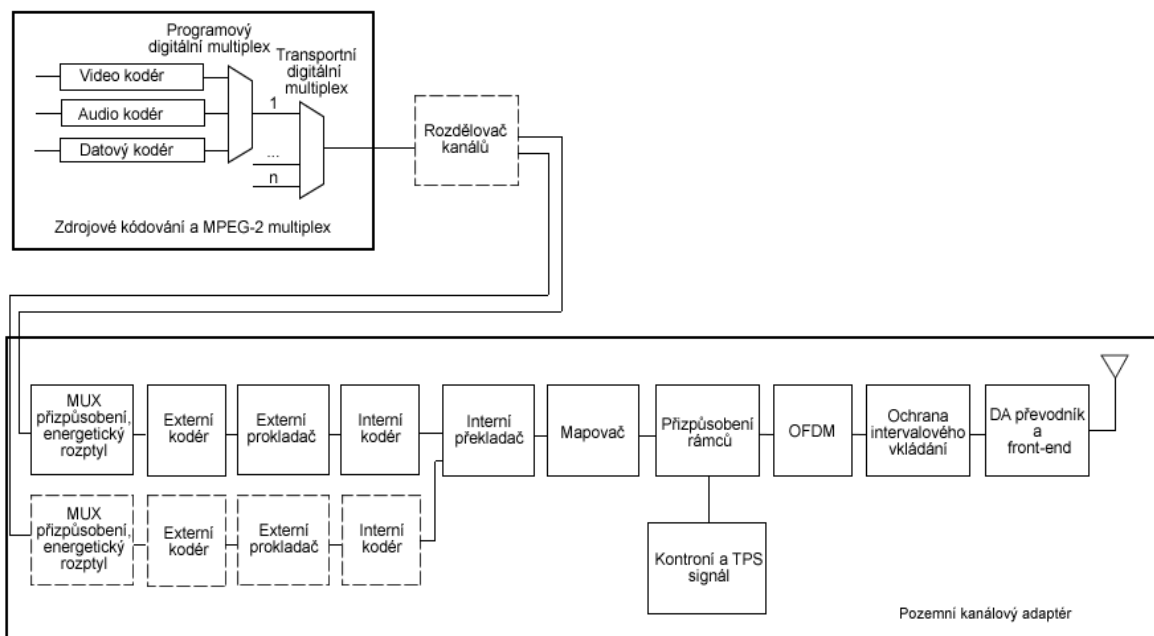 Programový
digitální multiplex
Transportní
digitální
multiplex
Video kodér
Audio kodér
Datový kodér
1
...
n
Zdrojové kódování a MPEG-2 multiplex
Rozdělovač
kanálů
MUX
přizpůsobení,
energetický
rozptyl
Externí
kodér
Externí
prokladač
Interní
kodér
Interní
překladač
Mapovač
Přizpůsobení
rámců
OFDM
Ochrana
intervalového
vkládání
DA převodník
a
front-end
MUX
přizpůsobení,
energetický
rozptyl
Externí
kodér
Externí
prokladač
Interní
kodér
Kontroní a TPS
signál
Pozemní kanálový adaptér